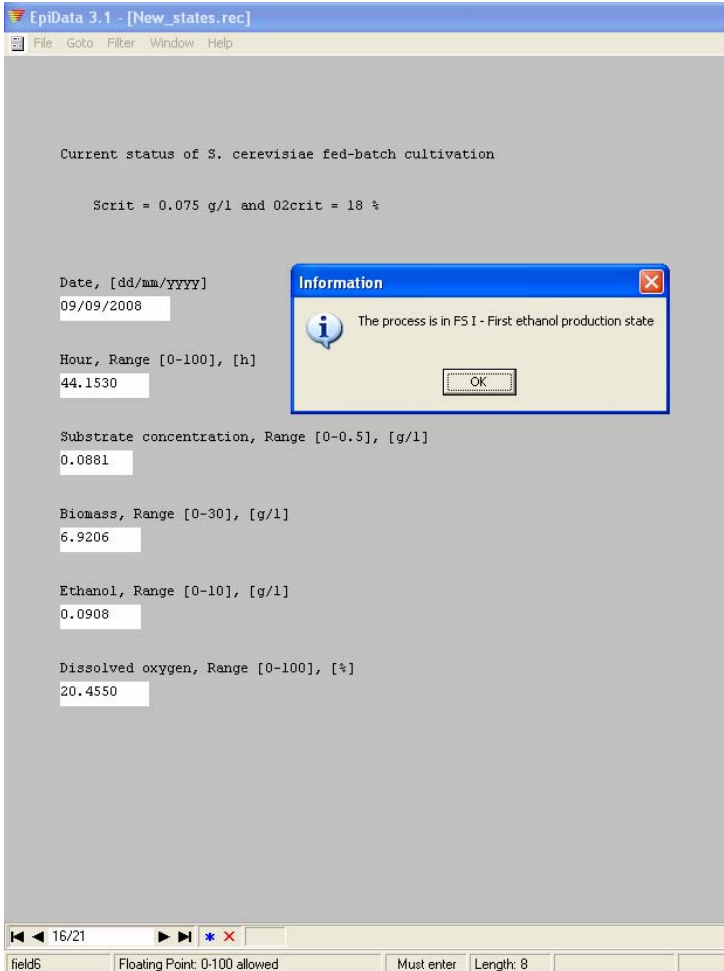 EpiData 3.1 - [New_states.rec]
File Goto Filter Window Help
Current status of S. cerevisiae fed-batch cultivation
Scrit = 0.075 g/l and O2crit = 18 %
Date, [dd/mm/yyyy]
09/09/2008
Information
The process is in FS I - First ethanol production state
OK
Hour, Range [0-100], [h]
44.1530
Substrate concentration, Range [0-0.5], [g/l]
0.0881
Biomass, Range [0-30], [g/l]
6.9206
Ethanol, Range [0-10], [g/l]
0.0908
Dissolved oxygen, Range [0-100], [%]
20.4550
16/21
field6 Floating Point: 0-100 allowed Must enter Length: 8